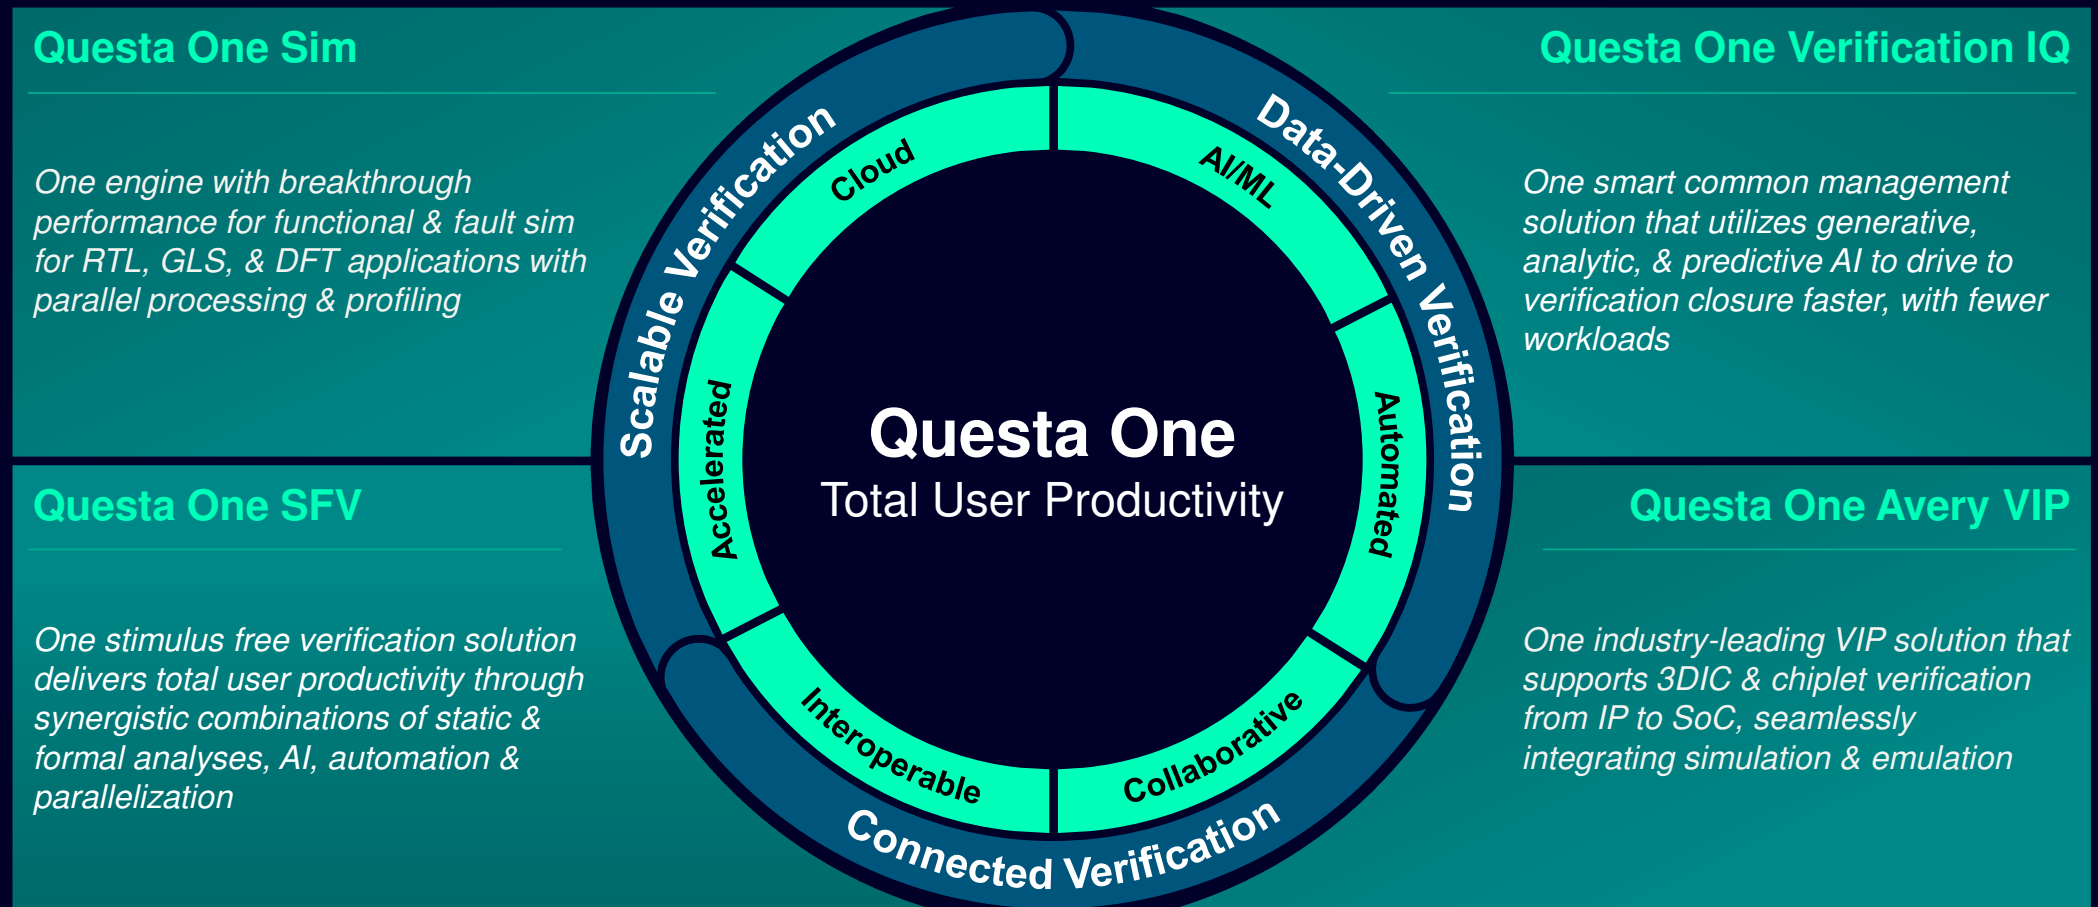 Questa One Sim
One engine with breakthrough
performance for functional & fault sim
for RTL, GLS, & DFT applications with
parallel processing & profiling
Questa One Verification IQ
One smart common management
solution that utilizes generative,
analytic, & predictive AI to drive to
verification closure faster, with fewer
workloads
Scalable Verification
Data-Driven Verification
Connected Verification
Cloud
AI/ML
Accelerated
Automated
Interoperable
Collaborative
Questa One
Total User Productivity
Questa One SFV
One stimulus free verification solution
delivers total user productivity through
synergistic combinations of static &
formal analyses, AI, automation &
parallelization
Questa One Avery VIP
One industry-leading VIP solution that
supports 3DIC & chiplet verification
from IP to SoC, seamlessly
integrating simulation & emulation